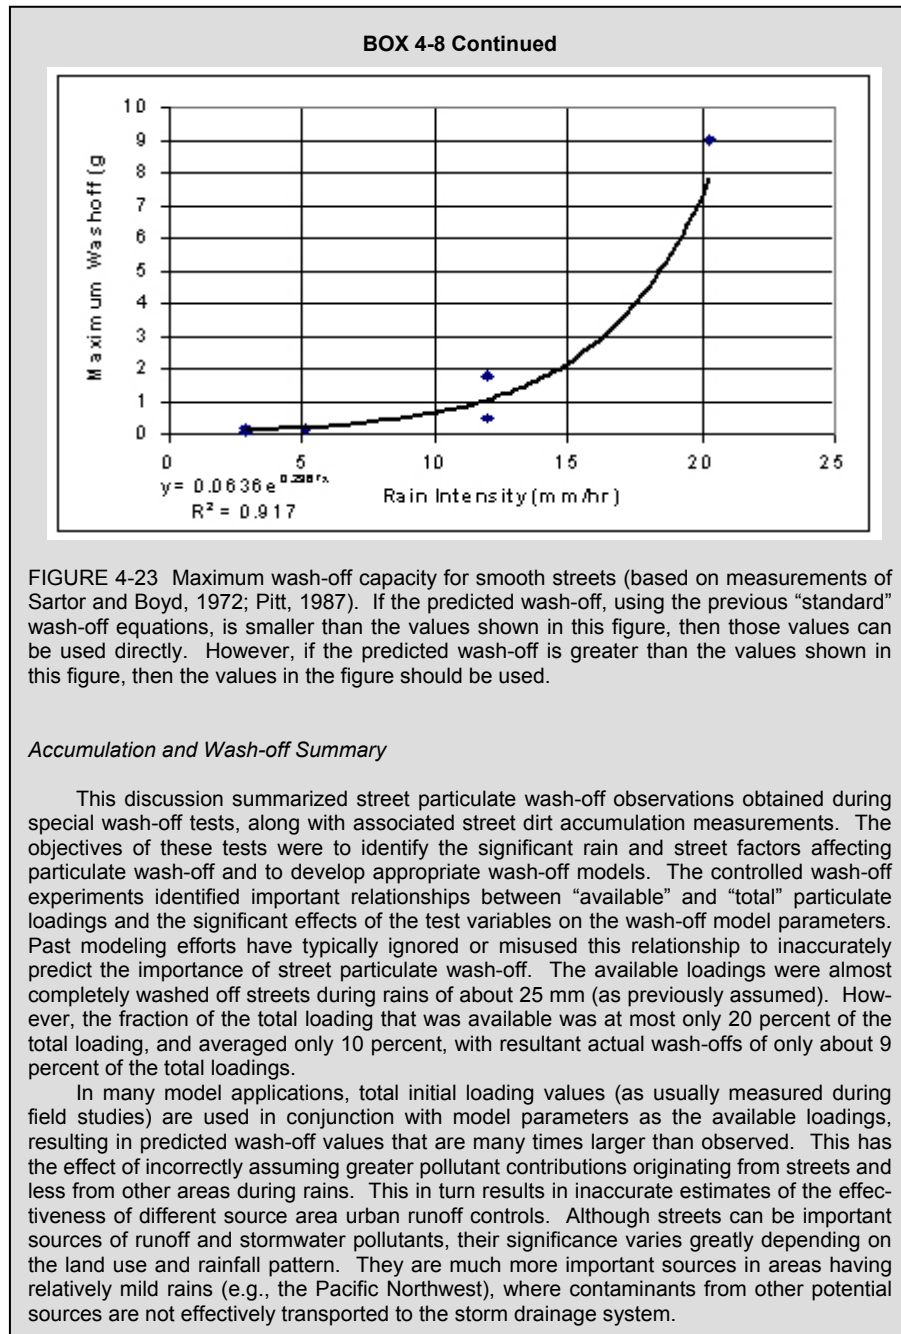 BOX 4-8 Continued
10
9
8
7
6
5
4
3
2
1
0
Maximum Washoff (g
0 5 10 15 20 25
y= 0.0636e
R² = 0.917
Rain Intensity (mm/hr)
FIGURE 4-23 Maximum wash-off capacity for smooth streets (based on measurements of
Sartor and Boyd, 1972; Pitt, 1987). If the predicted wash-off, using the previous “standard”
wash-off equations, is smaller than the values shown in this figure, then those values can
be used directly. However, if the predicted wash-off is greater than the values shown in
this figure, then the values in the figure should be used.
Accumulation and Wash-off Summary
This discussion summarized street particulate wash-off observations obtained during
special wash-off tests, along with associated street dirt accumulation measurements. The
objectives of these tests were to identify the significant rain and street factors affecting
particulate wash-off and to develop appropriate wash-off models. The controlled wash-off
experiments identified important relationships between “available” and “total” particulate
loadings and the significant effects of the test variables on the wash-off model parameters.
Past modeling efforts have typically ignored or misused this relationship to inaccurately
predict the importance of street particulate wash-off. The available loadings were almost
completely washed off streets during rains of about 25 mm (as previously assumed). How-
ever, the fraction of the total loading that was available was at most only 20 percent of the
total loading, and averaged only 10 percent, with resultant actual wash-offs of only about 9
percent of the total loadings.
In many model applications, total initial loading values (as usually measured during
field studies) are used in conjunction with model parameters as the available loadings,
resulting in predicted wash-off values that are many times larger than observed. This has
the effect of incorrectly assuming greater pollutant contributions originating from streets and
less from other areas during rains. This in turn results in inaccurate estimates of the effec-
tiveness of different source area urban runoff controls. Although streets can be important
sources of runoff and stormwater pollutants, their significance varies greatly depending on
the land use and rainfall pattern. They are much more important sources in areas having
relatively mild rains (e.g., the Pacific Northwest), where contaminants from other potential
sources are not effectively transported to the storm drainage system.